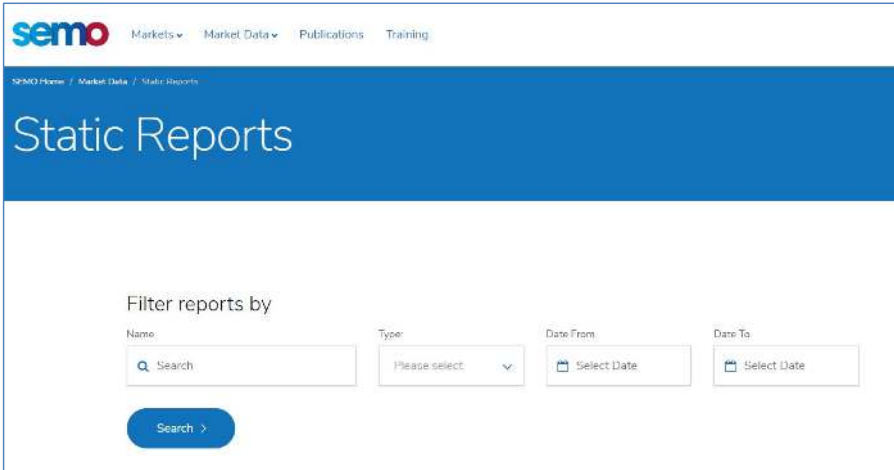 semo Markets Market Data Publications Training
SEMO Home / Market Data / Static Reports
Static Reports
Filter reports by
Name Type: Date From Date To
Search Please select Select Date Select Date
Search >